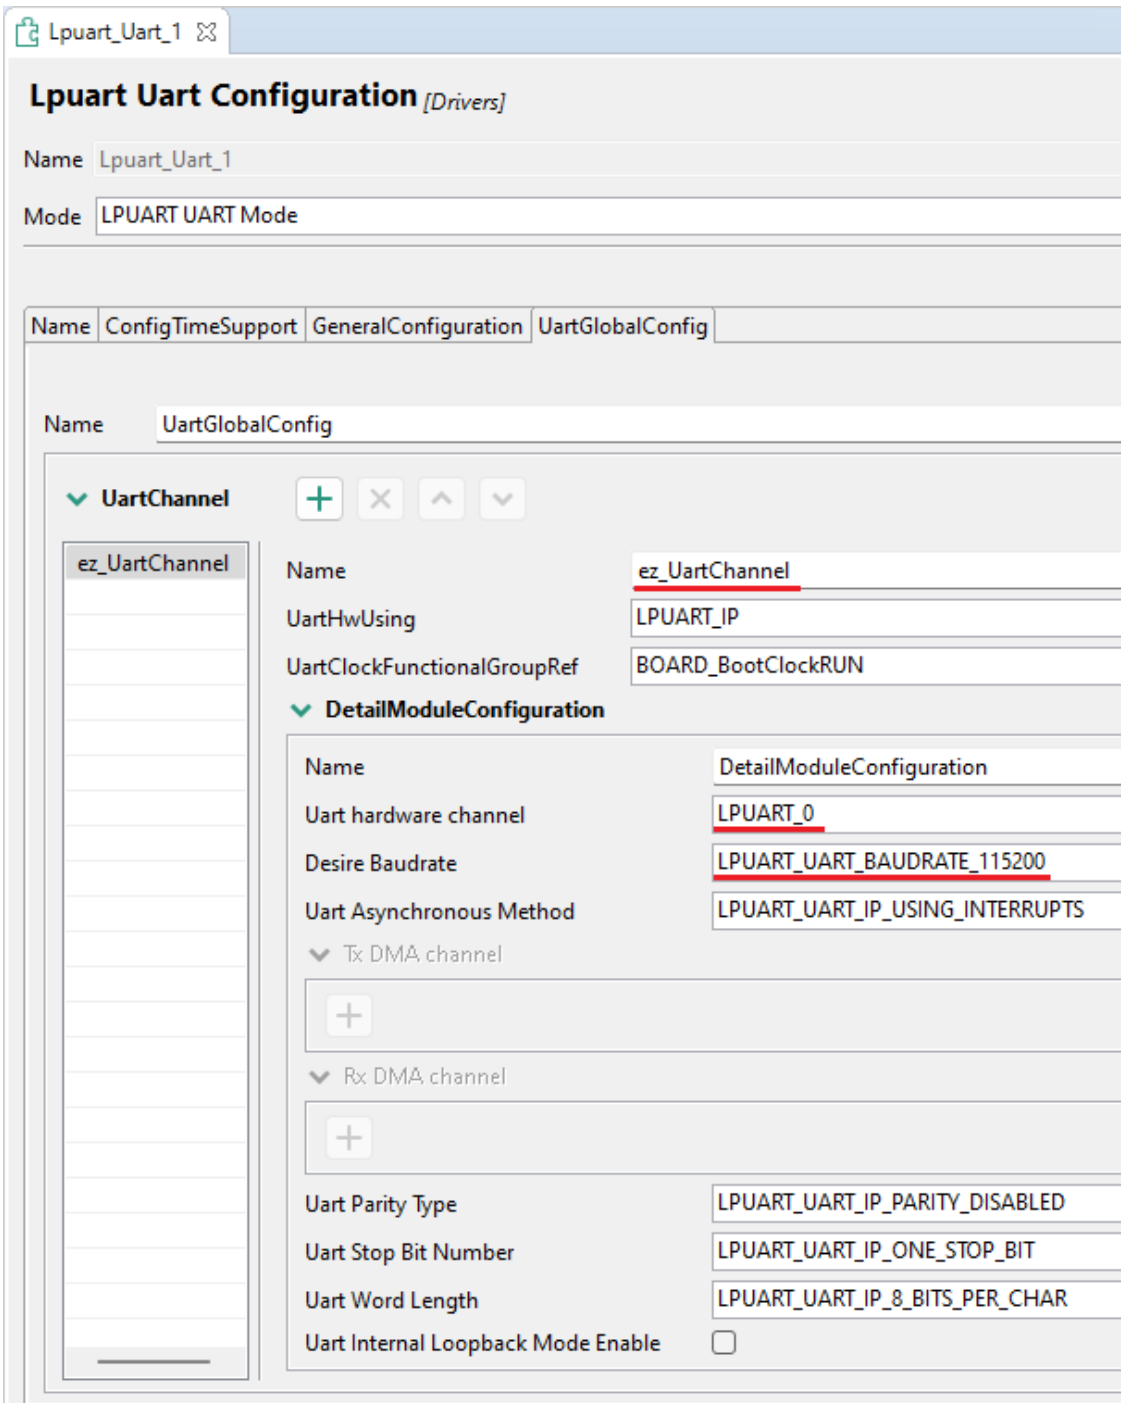 Lpuart_Uart_1
Lpuart Uart Configuration [Drivers]
Name Lpuart_Uart_1
Mode LPUART UART Mode
Name ConfigTimeSupport GeneralConfiguration UartGlobalConfig
Name UartGlobalConfig
UartChannel
ez_UartChannel
Name ez_UartChannel
UartHwUsing LPUART_IP
UartClockFunctionalGroupRef BOARD_BootClockRUN
DetailModuleConfiguration
Name DetailModuleConfiguration
Uart hardware channel LPUART_0
Desire Baudrate LPUART_UART_BAUDRATE_115200
Uart Asynchronous Method LPUART_UART_IP_USING_INTERRUPTS
Tx DMA channel
Rx DMA channel
Uart Parity Type LPUART_UART_IP_PARITY_DISABLED
Uart Stop Bit Number LPUART_UART_IP_ONE_STOP_BIT
Uart Word Length LPUART_UART_IP_8_BITS_PER_CHAR
Uart Internal Loopback Mode Enable